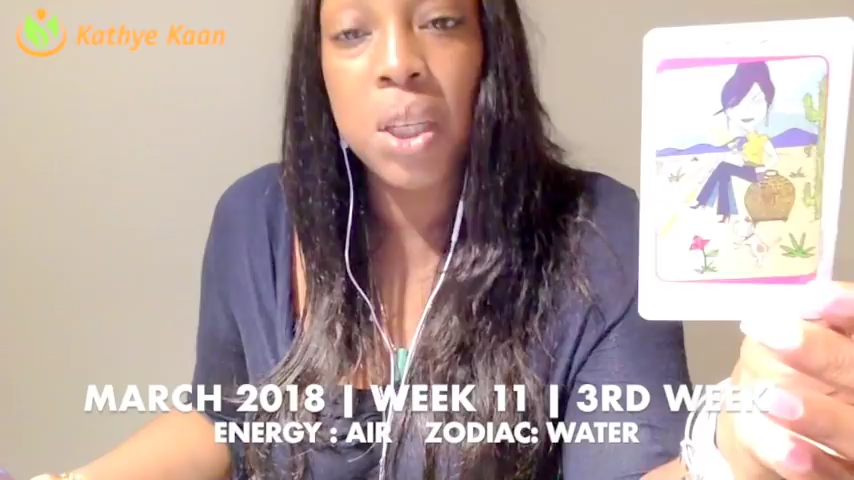 Kathye Kaan
MARCH 2018 | WEEK 11 | 3RD WEEK
ENERGY : AIR ZODIAC: WATER